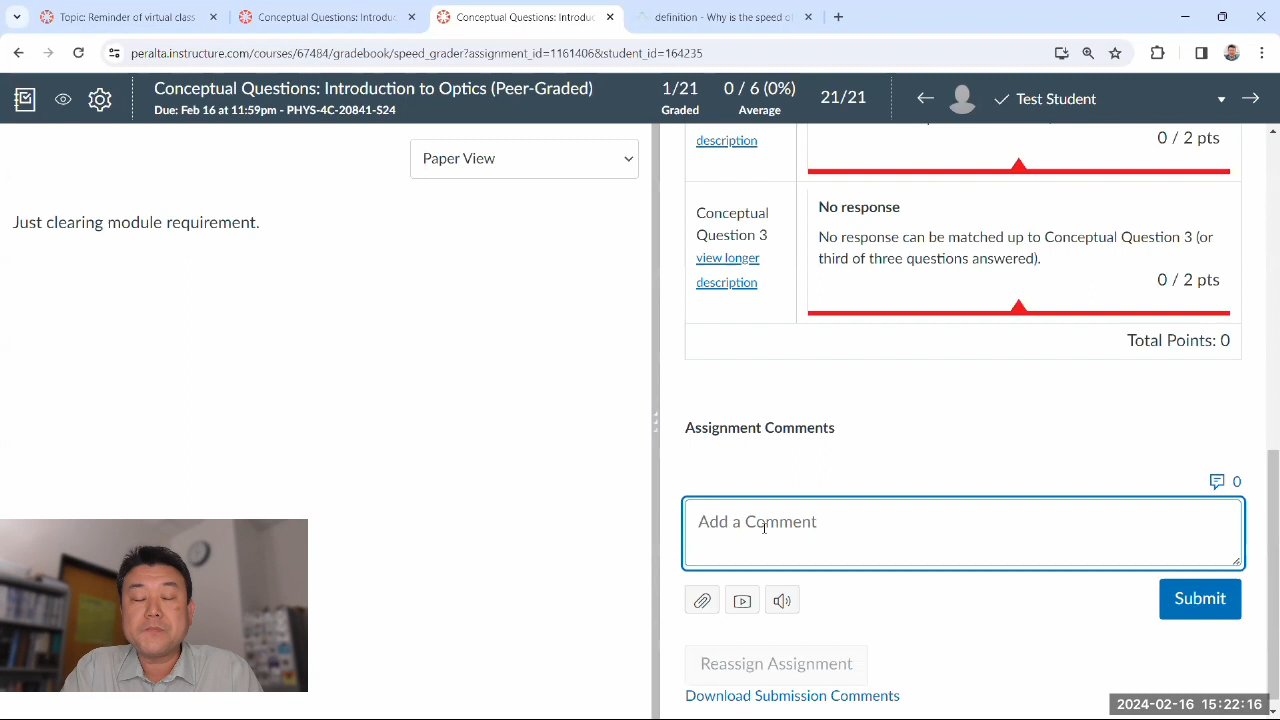 Topic: Reminder of virtual class
Conceptual Questions: Introduc
Conceptual Questions: Introduc
definition - Why is the speed of
peralta.instructure.com/courses/67484/gradebook/speed_grader?assignment_id=1161406&student_id=164235
Conceptual Questions: Introduction to Optics (Peer-Graded)
Due: Feb 16 at 11:59pm - PHYS-4C-20841-S24
1/21
Graded
0 / 6 (0%)
Average
21/21
Test Student
Paper View
Just clearing module requirement.
description
0 / 2 pts
Conceptual
Question 3
view longer
description
No response
No response can be matched up to Conceptual Question 3 (or
third of three questions answered).
0 / 2 pts
Total Points: 0
Assignment Comments
0
Add a Comment
Submit
Reassign Assignment
Download Submission Comments
2024-02-16 15:22:16